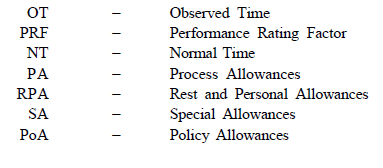 OT – Observed Time
PRF – Performance Rating Factor
NT – Normal Time
PA – Process Allowances
RPA – Rest and Personal Allowances
SA – Special Allowances
PoA – Policy Allowances